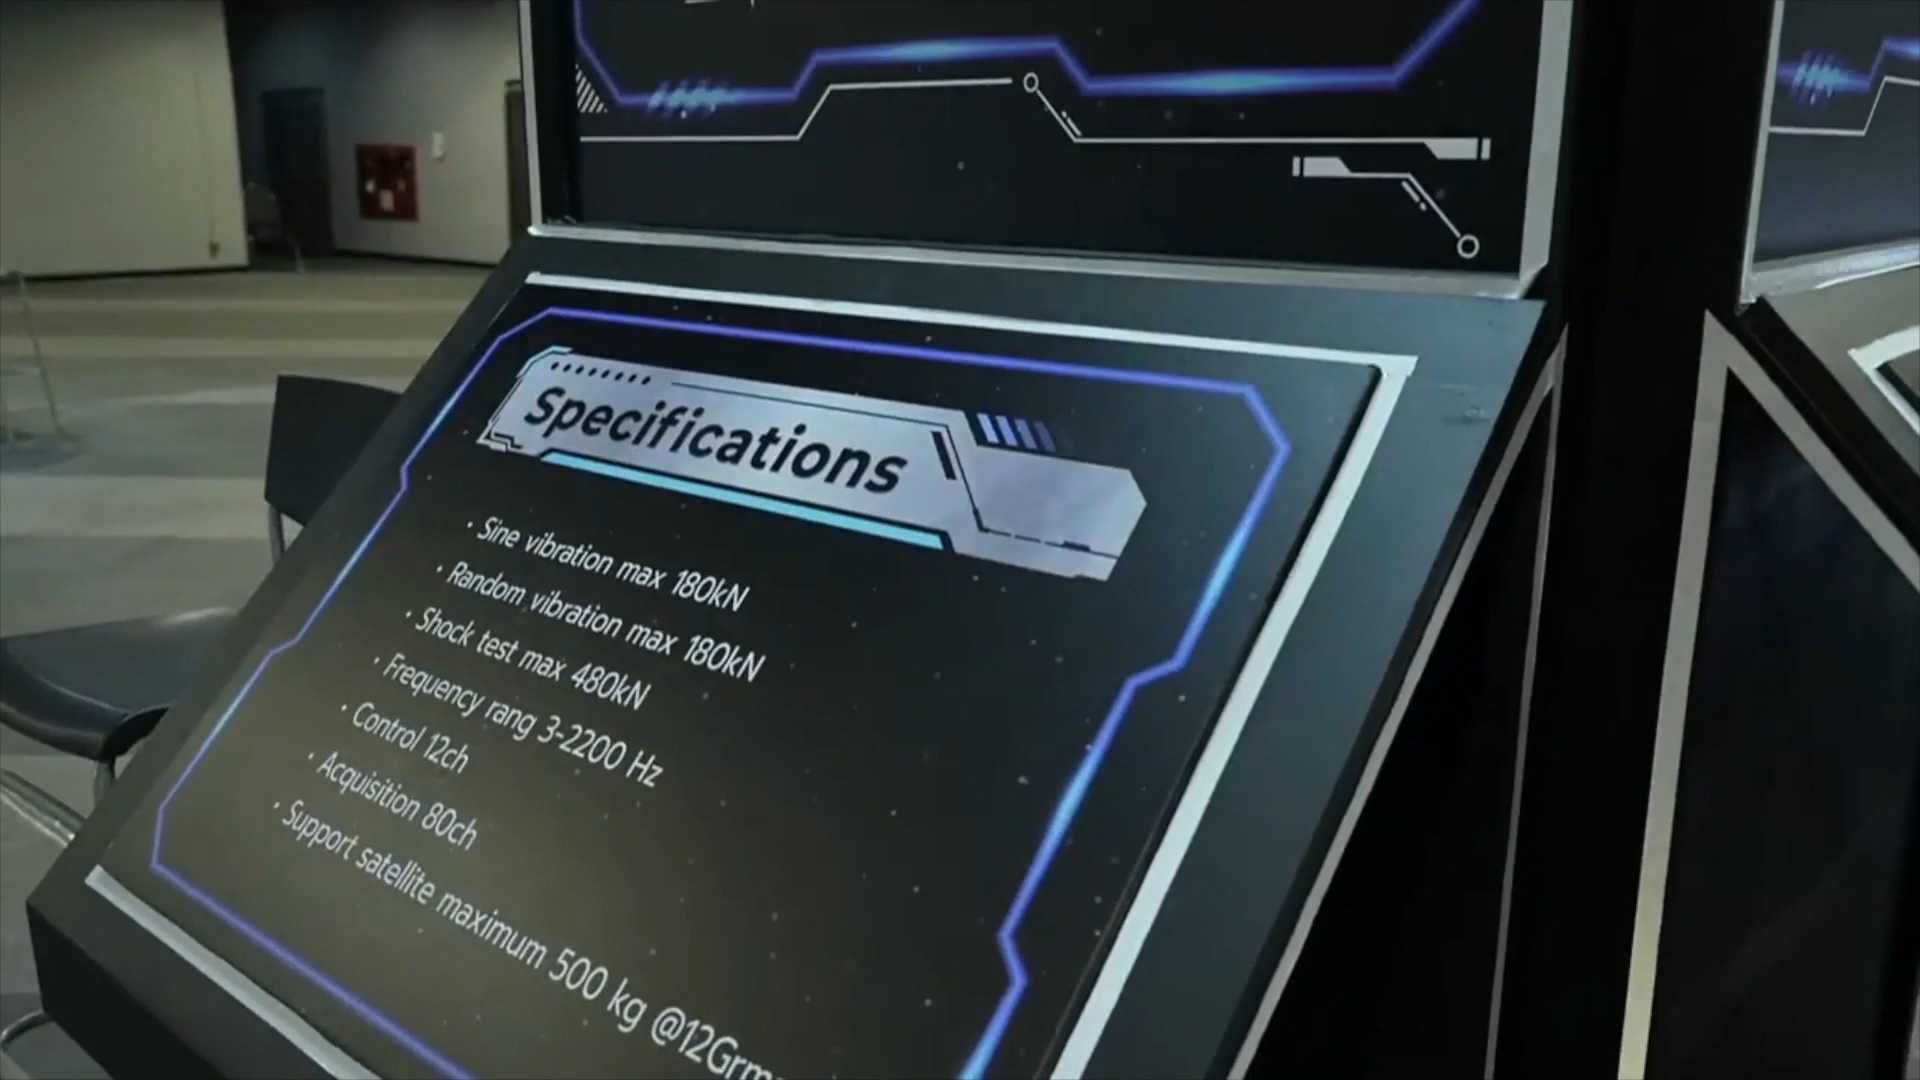 Specifications
· Sine vibration max 180kN
· Random vibration max 180kN
· Shock test max 480kN
· Frequency rang 3-2200 Hz
· Control 12ch
· Acquisition 80ch
· Support satellite maximum 500 kg